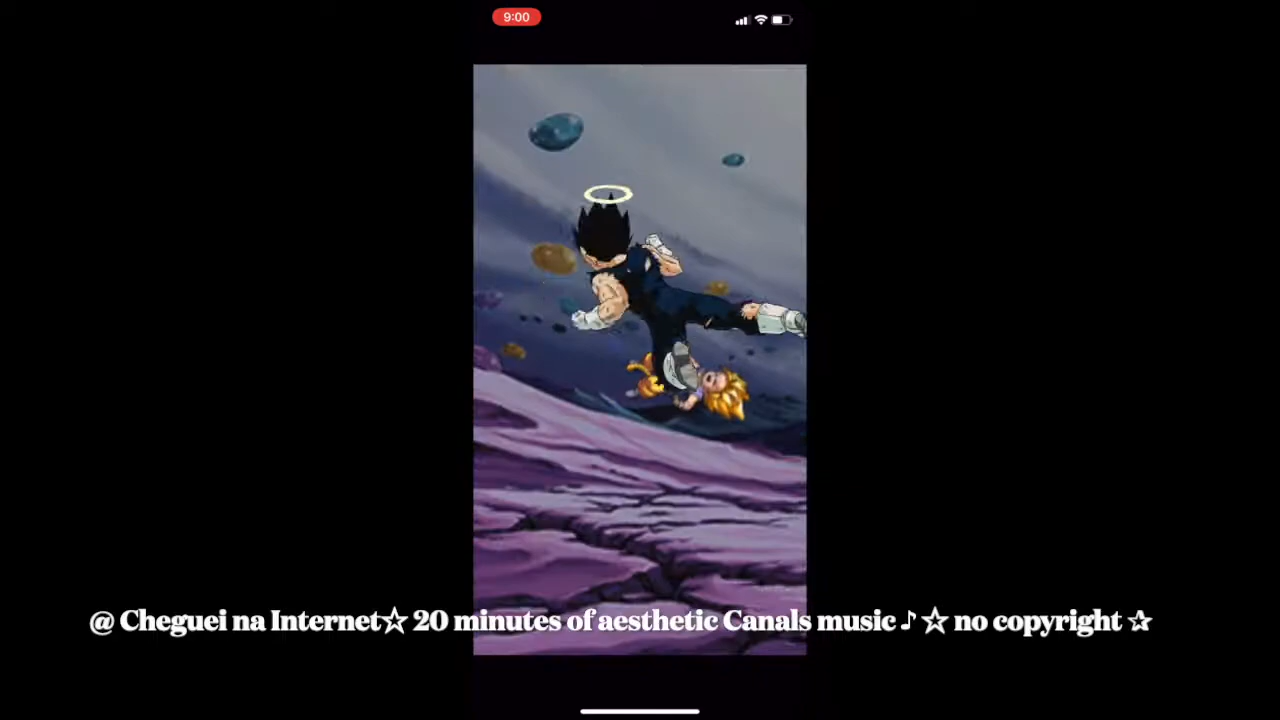 9:00
@ Cheguei na Internet☆ 20 minutes of aesthetic Canals music ♪ ☆ no copyright ✰